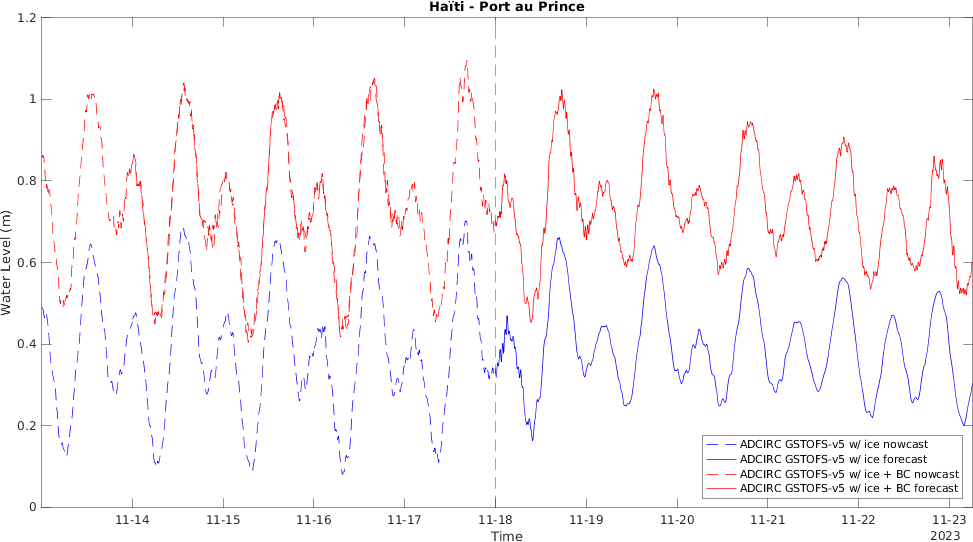 Haïti - Port au Prince
Water Level (m)
1.2
1
0.8
0.6
0.4
0.2
0
11-14
11-15
11-16
11-17
11-18
11-19
11-20
11-21
11-22
11-23
2023
Time
ADCIRC GSTOFS-v5 w/ ice nowcast
ADCIRC GSTOFS-v5 w/ ice forecast
ADCIRC GSTOFS-v5 w/ ice + BC nowcast
ADCIRC GSTOFS-v5 w/ ice + BC forecast